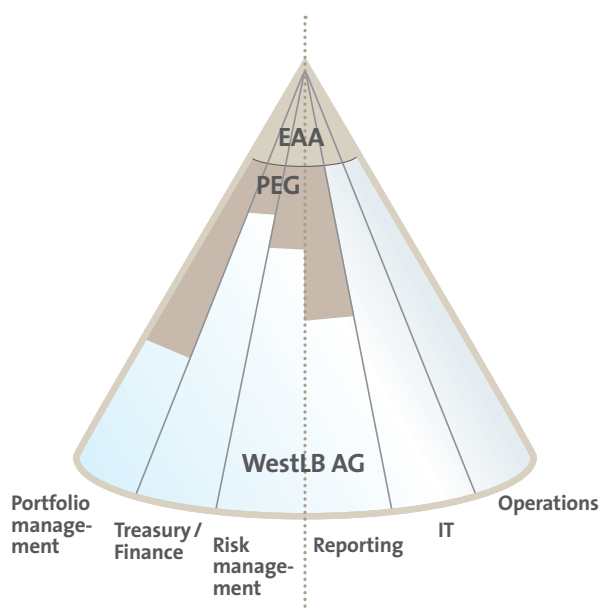 EAA
PEG
WestLB AG
Portfolio
manage-
ment
Treasury /
Finance
Risk
manage-
ment
Reporting
IT
Operations